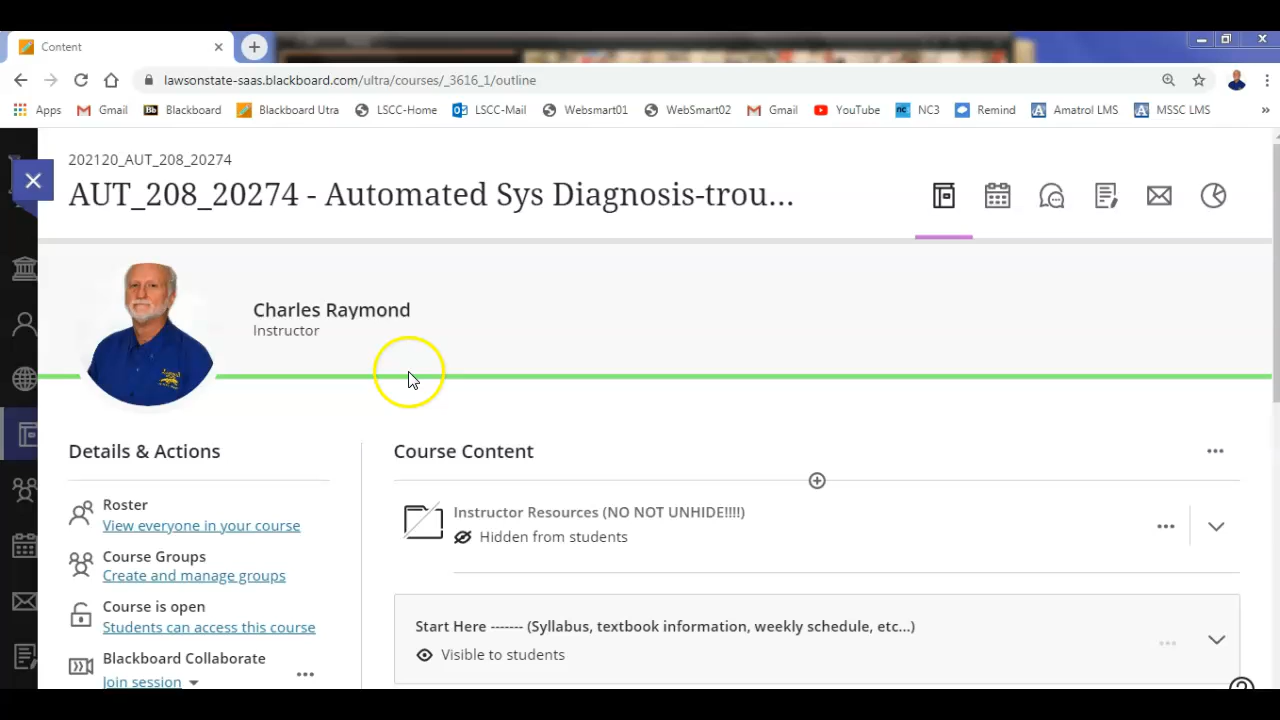 Content
lawsonstate-saas.blackboard.com/ultra/courses/_3616_1/outline
Apps Gmail Blackboard Blackboard Utra LSCC-Home LSCC-Mail Websmart01 WebSmart02 Gmail YouTube NC3 Remind Amatrol LMS MSSC LMS »
202120_AUT_208_20274
AUT_208_20274 - Automated Sys Diagnosis-trou...
Charles Raymond
Instructor
Details & Actions
Roster
View everyone in your course
Course Groups
Create and manage groups
Course is open
Students can access this course
Blackboard Collaborate
Join session
Course Content
Instructor Resources (NO NOT UNHIDE!!!!)
Hidden from students
Start Here ------- (Syllabus, textbook information, weekly schedule, etc...)
Visible to students